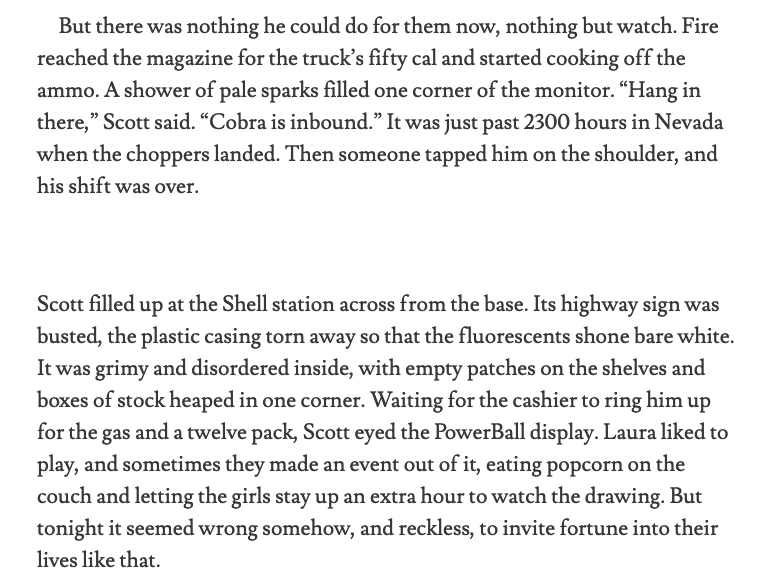 But there was nothing he could do for them now, nothing but watch. Fire
reached the magazine for the truck’s fifty cal and started cooking off the
ammo. A shower of pale sparks filled one corner of the monitor. “Hang in
there,” Scott said. “Cobra is inbound.” It was just past 2300 hours in Nevada
when the choppers landed. Then someone tapped him on the shoulder, and
his shift was over.
Scott filled up at the Shell station across from the base. Its highway sign was
busted, the plastic casing torn away so that the fluorescents shone bare white.
It was grimy and disordered inside, with empty patches on the shelves and
boxes of stock heaped in one corner. Waiting for the cashier to ring him up
for the gas and a twelve pack, Scott eyed the PowerBall display. Laura liked to
play, and sometimes they made an event out of it, eating popcorn on the
couch and letting the girls stay up an extra hour to watch the drawing. But
tonight it seemed wrong somehow, and reckless, to invite fortune into their
lives like that.